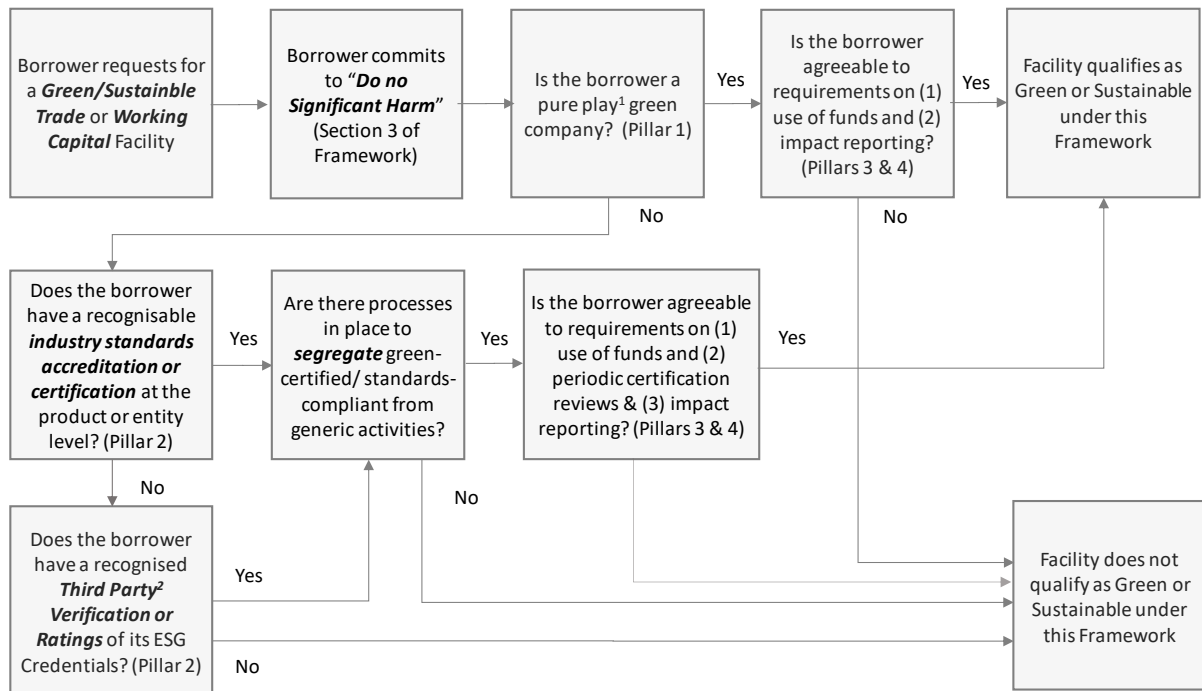 Borrower requests for
a Green/Sustainble
Trade or Working
Capital Facility
Borrower commits
to “Do no
Significant Harm”
(Section 3 of
Framework)
Is the borrower a
pure play¹ green
company? (Pillar 1)
Yes
Is the borrower
agreeable to
requirements on (1)
use of funds and (2)
impact reporting?
(Pillars 3 & 4)
Yes
Facility qualifies as
Green or Sustainable
under this
Framework
No
No
Does the borrower
have a recognisable
industry standards
accreditation or
certification at the
product or entity
level? (Pillar 2)
Yes
Are there processes
in place to
segregate green-
certified/ standards-
compliant from
generic activities?
Yes
Is the borrower agreeable
to requirements on (1)
use of funds and (2)
periodic certification
reviews & (3) impact
reporting? (Pillars 3 & 4)
Yes
No
No
Does the borrower
have a recognised
Third Party²
Verification or
Ratings of its ESG
Credentials? (Pillar 2)
Yes
No
Facility does not
qualify as Green or
Sustainable under
this Framework